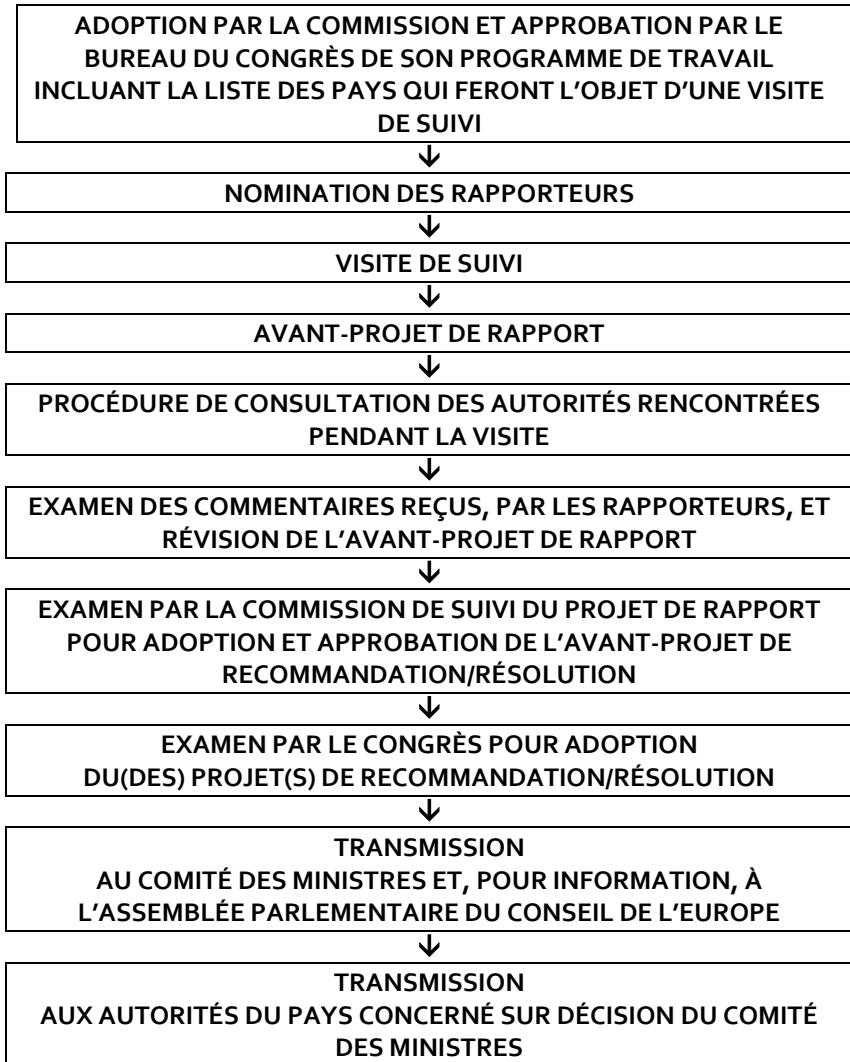 ADOPTION PAR LA COMMISSION ET APPROBATION PAR LE
BUREAU DU CONGRÈS DE SON PROGRAMME DE TRAVAIL
INCLUANT LA LISTE DES PAYS QUI FERONT L’OBJET D’UNE VISITE
DE SUIVI
↓
NOMINATION DES RAPPORTEURS
↓
VISITE DE SUIVI
↓
AVANT-PROJET DE RAPPORT
↓
PROCÉDURE DE CONSULTATION DES AUTORITÉS RENCONTRÉES
PENDANT LA VISITE
↓
EXAMEN DES COMMENTAIRES REÇUS, PAR LES RAPPORTEURS, ET
RÉVISION DE L’AVANT-PROJET DE RAPPORT
↓
EXAMEN PAR LA COMMISSION DE SUIVI DU PROJET DE RAPPORT
POUR ADOPTION ET APPROBATION DE L’AVANT-PROJET DE
RECOMMANDATION/RÉSOLUTION
↓
EXAMEN PAR LE CONGRÈS POUR ADOPTION
DU(DES) PROJET(S) DE RECOMMANDATION/RÉSOLUTION
↓
TRANSMISSION
AU COMITÉ DES MINISTRES ET, POUR INFORMATION, À
L’ASSEMBLÉE PARLEMENTAIRE DU CONSEIL DE L’EUROPE
↓
TRANSMISSION
AUX AUTORITÉS DU PAYS CONCERNÉ SUR DÉCISION DU COMITÉ
DES MINISTRES